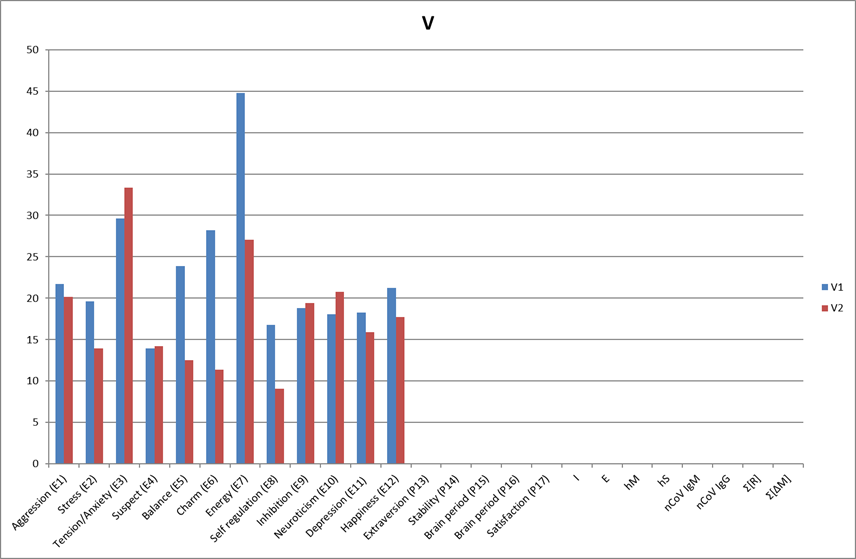 V
50
45
40
35
30
25
20
15
10
5
0
Aggression (E1)
Stress (E2)
Tension/Anxiety (E3)
Suspect (E4)
Balance (E5)
Charm (E6)
Energy (E7)
Self regulation (E8)
Inhibition (E9)
Neuroticism (E10)
Depression (E11)
Happiness (E12)
Extraversion (P13)
Stability (P14)
Brain period (P15)
Brain period (P16)
Satisfaction (P17)
I
E
hM
hS
nCoV IgM
nCoV IgG
Σ[R]
Σ[ΔM]
V1
V2